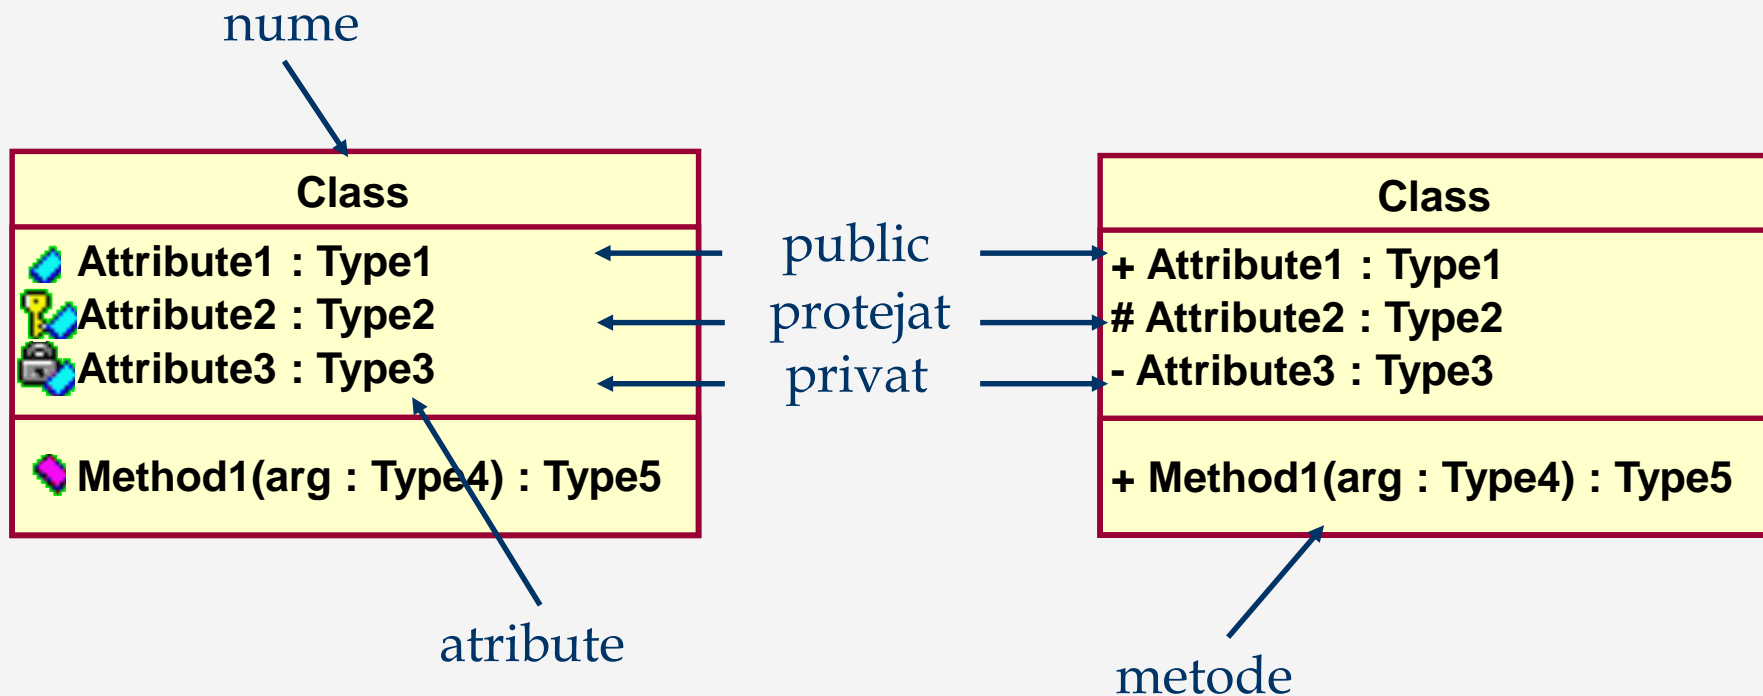 nume
Class
Attribute1 : Type1
Attribute2 : Type2
Attribute3 : Type3
Method1(arg : Type4) : Type5
public
protejat
privat
Class
+ Attribute1 : Type1
# Attribute2 : Type2
- Attribute3 : Type3
+ Method1(arg : Type4) : Type5
atribute
metode